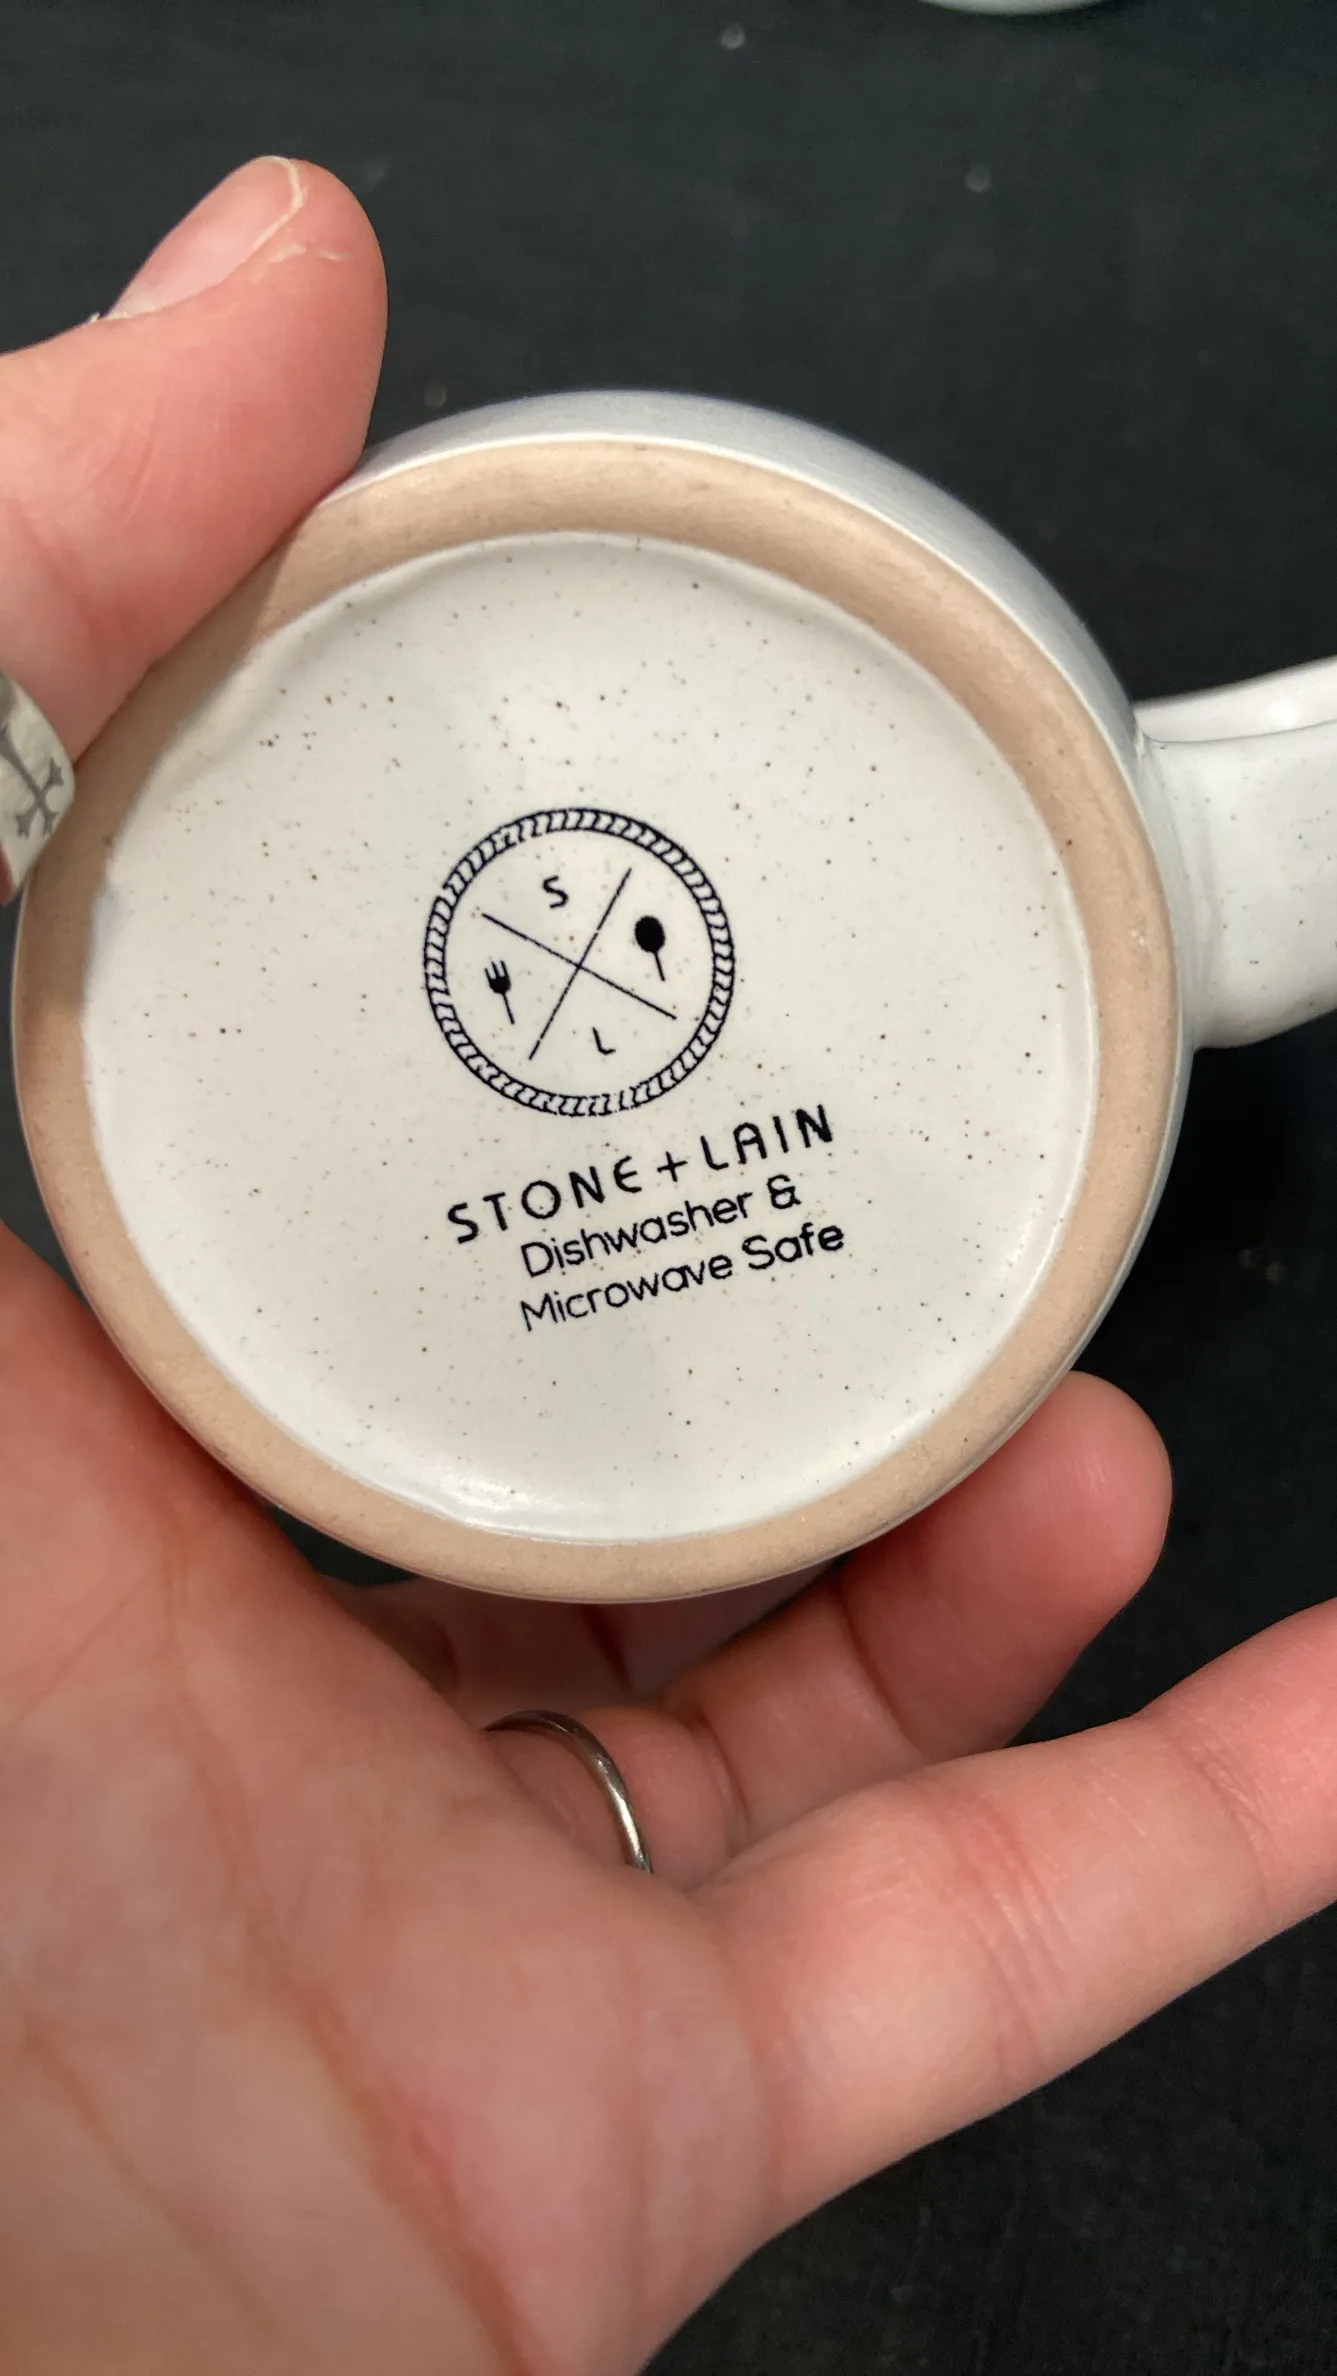 S
L
STONE + LAIN
Dishwasher &
Microwave Safe